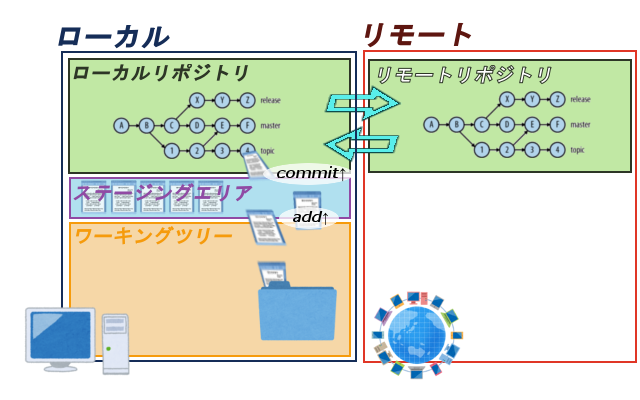 ローカル
リモート
ローカルリポジトリ
X Y Z release
A B C D E F master
1 2 3 4 topic
リモートリポジトリ
X Y Z release
A B C D E F master
1 2 3 4 topic
commit↑
ステージングエリア
add↑
ワーキングツリー